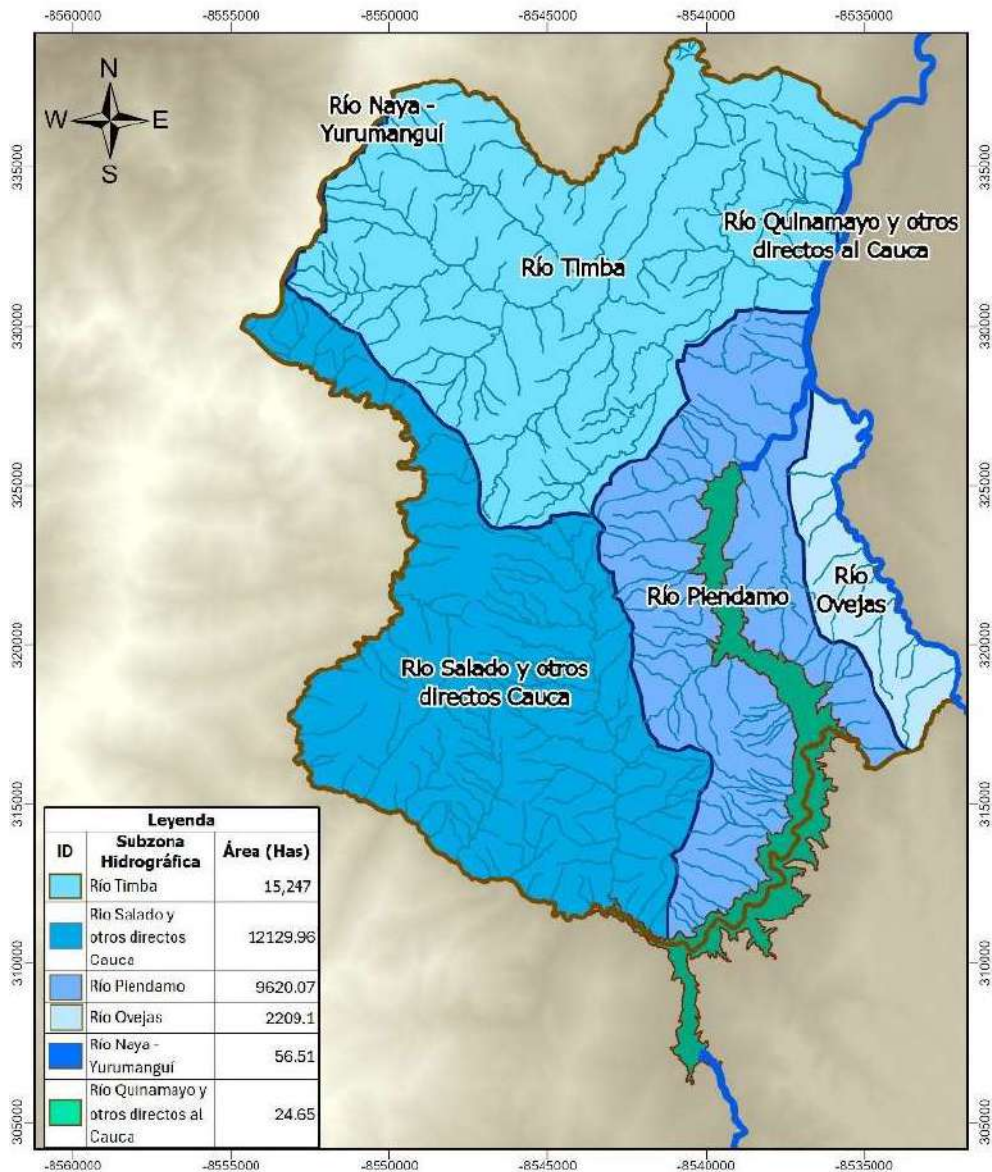 -8560000 -8555000 -8550000 -8545000 -8540000 -8535000
N
W E
S
Río Naya -
Yurumanguí
Río Quinamayo y otros
directos al Cauca
Río Timba
Río Piendamo
Río
Ovejas
Río Salado y otros
directos Cauca
335000
330000
325000
320000
315000
310000
305000
335000
330000
325000
320000
315000
310000
305000
Leyenda
ID Subzona Hidrográfica Área (Has)
Río Timba 15,247
Rio Salado y
otros directos 12129.96
Cauca
Río Piendamo 9620.07
Río Ovejas 2209.1
Río Naya - 56.51
Yurumanguí
Río Quinamayo y
otros directos al 24.65
Cauca
-8560000 -8555000 -8550000 -8545000 -8540000 -8535000